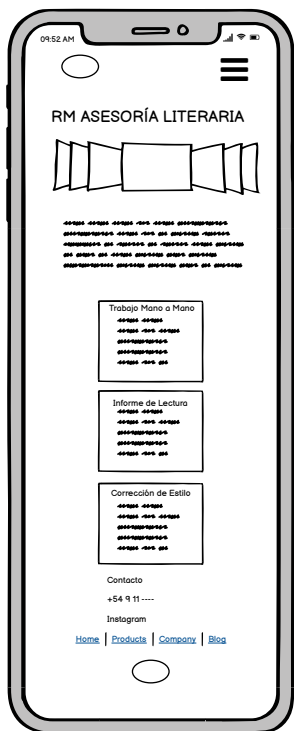 09:52 AM
RM ASESORÍA LITERARIA
Trabajo Mano a Mano
Informe de Lectura
Corrección de Estilo
Contacto
+54 9 11 ----
Instagram
Home | Products | Company | Blog